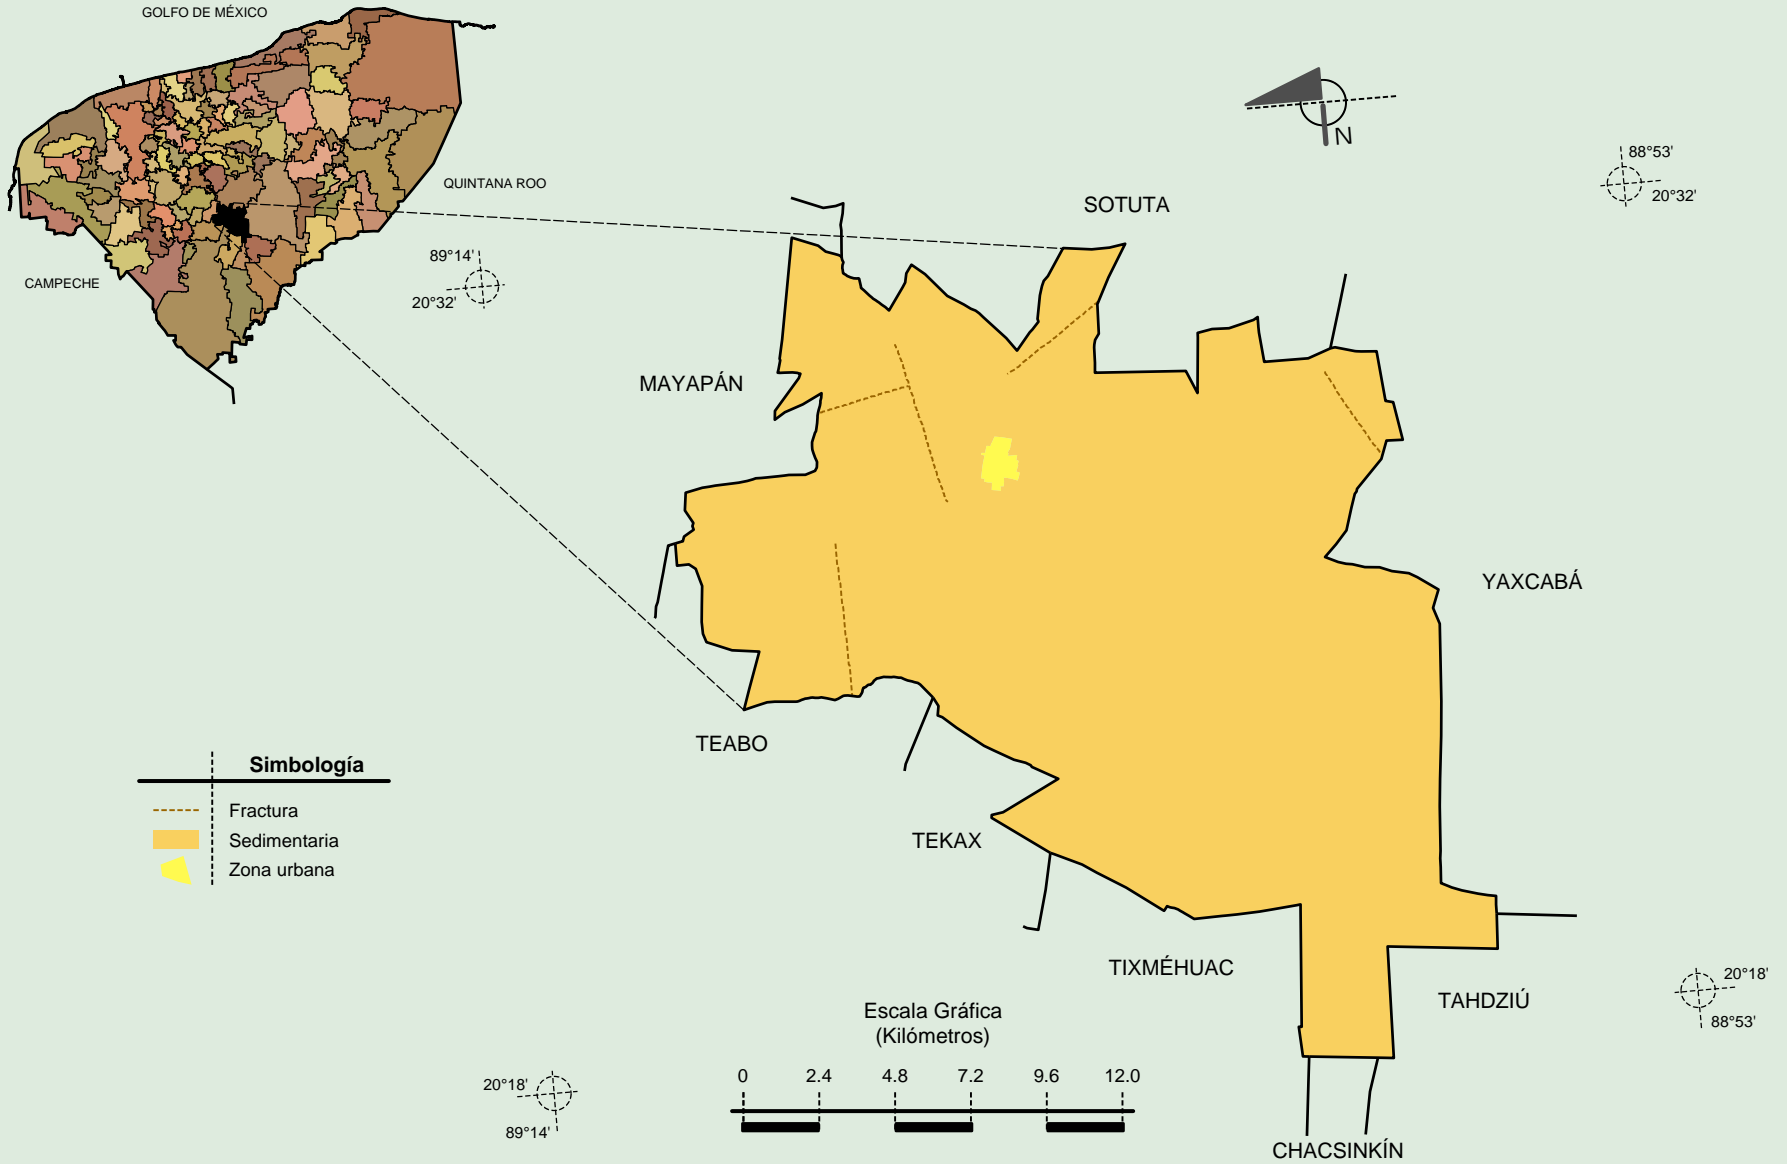 GOLFO DE MÉXICO
QUINTANA ROO
CAMPECHE
N
88°53'
20°32'
89°14'
20°32'
SOTUTA
MAYAPÁN
YAXCABÁ
TEABO
Simbología
Fractura
Sedimentaria
Zona urbana
TEKAX
TIXMÉHUAC
TAHDZIÚ
20°18'
88°53'
Escala Gráfica
(Kilómetros)
0 2.4 4.8 7.2 9.6 12.0
20°18'
89°14'
CHACSINKÍN